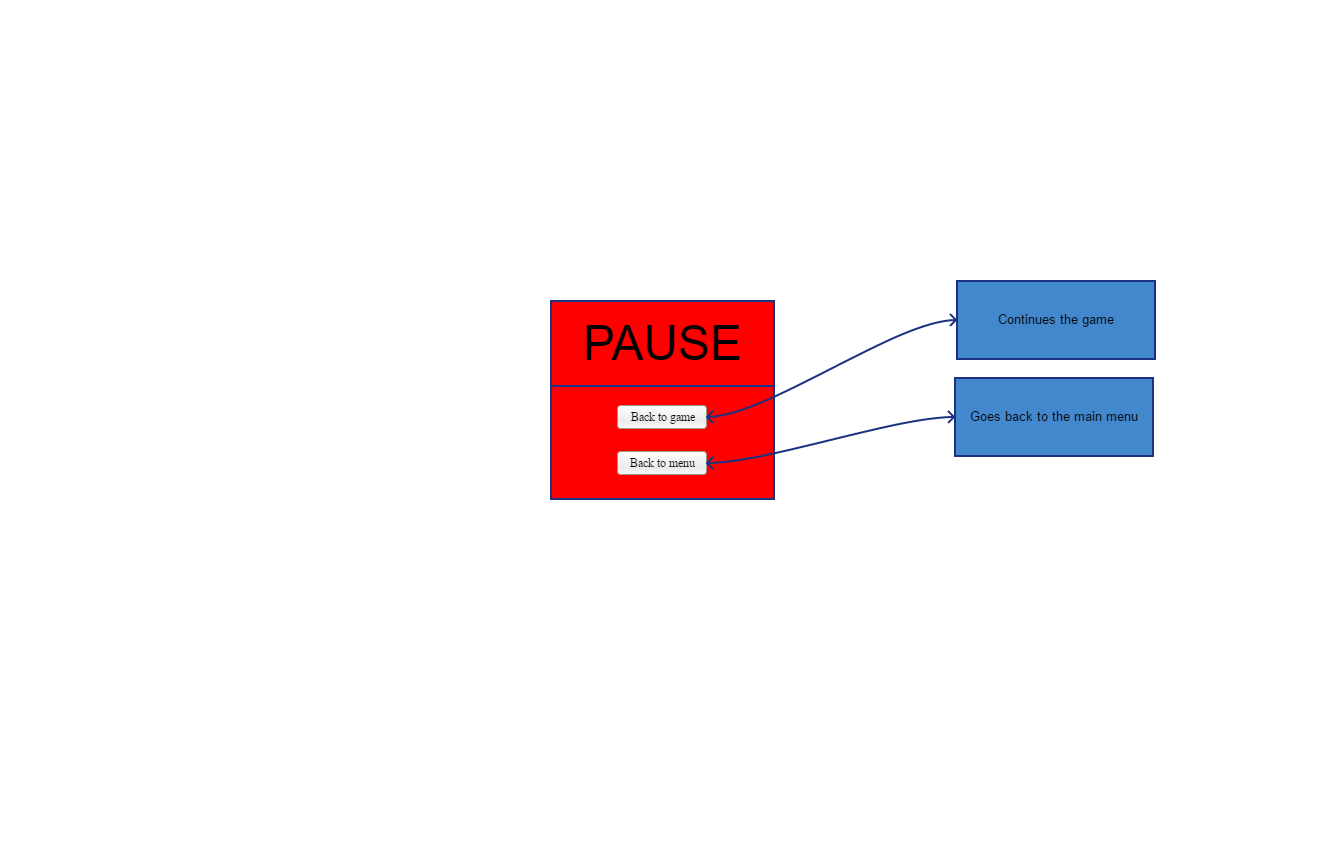 PAUSE
Back to game
Back to menu
Continues the game
Goes back to the main menu